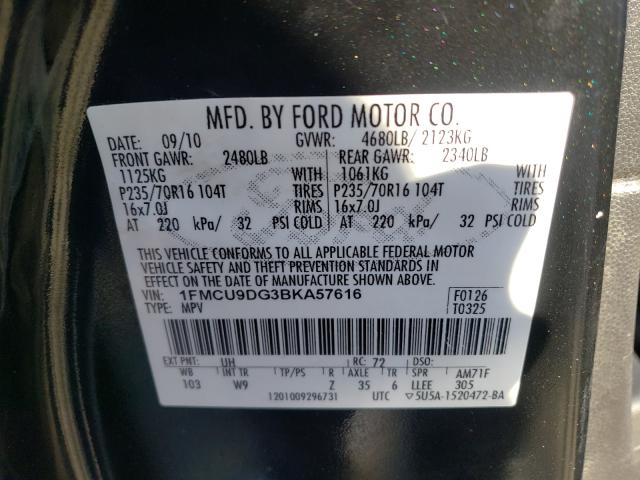 MFD. BY FORD MOTOR CO.
DATE: 09/10 GVWR: 4680LB/ 2123KG
FRONT GAWR: 2480LB REAR GAWR: 2340LB
1125KG WITH 1061KG WITH
P235/70R16 104T TIRES P235/70R16 104T TIRES
16x7.0J RIMS 16x7.0J RIMS
AT 220 kPa/ 32 PSI COLD AT 220 kPa/ 32 PSI COLD
THIS VEHICLE CONFORMS TO ALL APPLICABLE FEDERAL MOTOR
VEHICLE SAFETY AND THEFT PREVENTION STANDARDS IN
EFFECT ON THE DATE OF MANUFACTURE SHOWN ABOVE.
VIN: 1FMCU9DG3BKA57616 F0126
TYPE: MPV T0325
EXT PNT: UH RC: 72 DSO:
WB INT TR TP/PS R AXLE TR SPR AM71F
103 W9 Z 35 6 LLEE 305
1201009296731 UTC ▽5U5A-1520472-BA